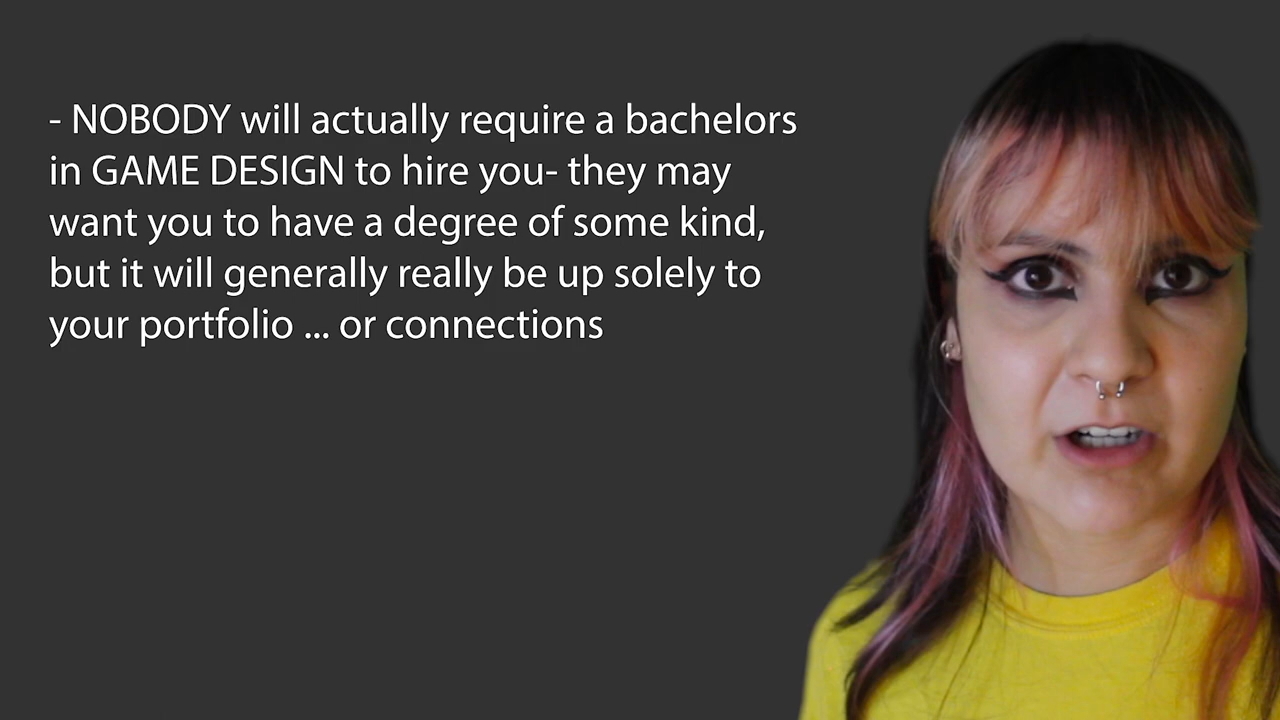 - NOBODY will actually require a bachelors
in GAME DESIGN to hire you- they may
want you to have a degree of some kind,
but it will generally really be up solely to
your portfolio ... or connections